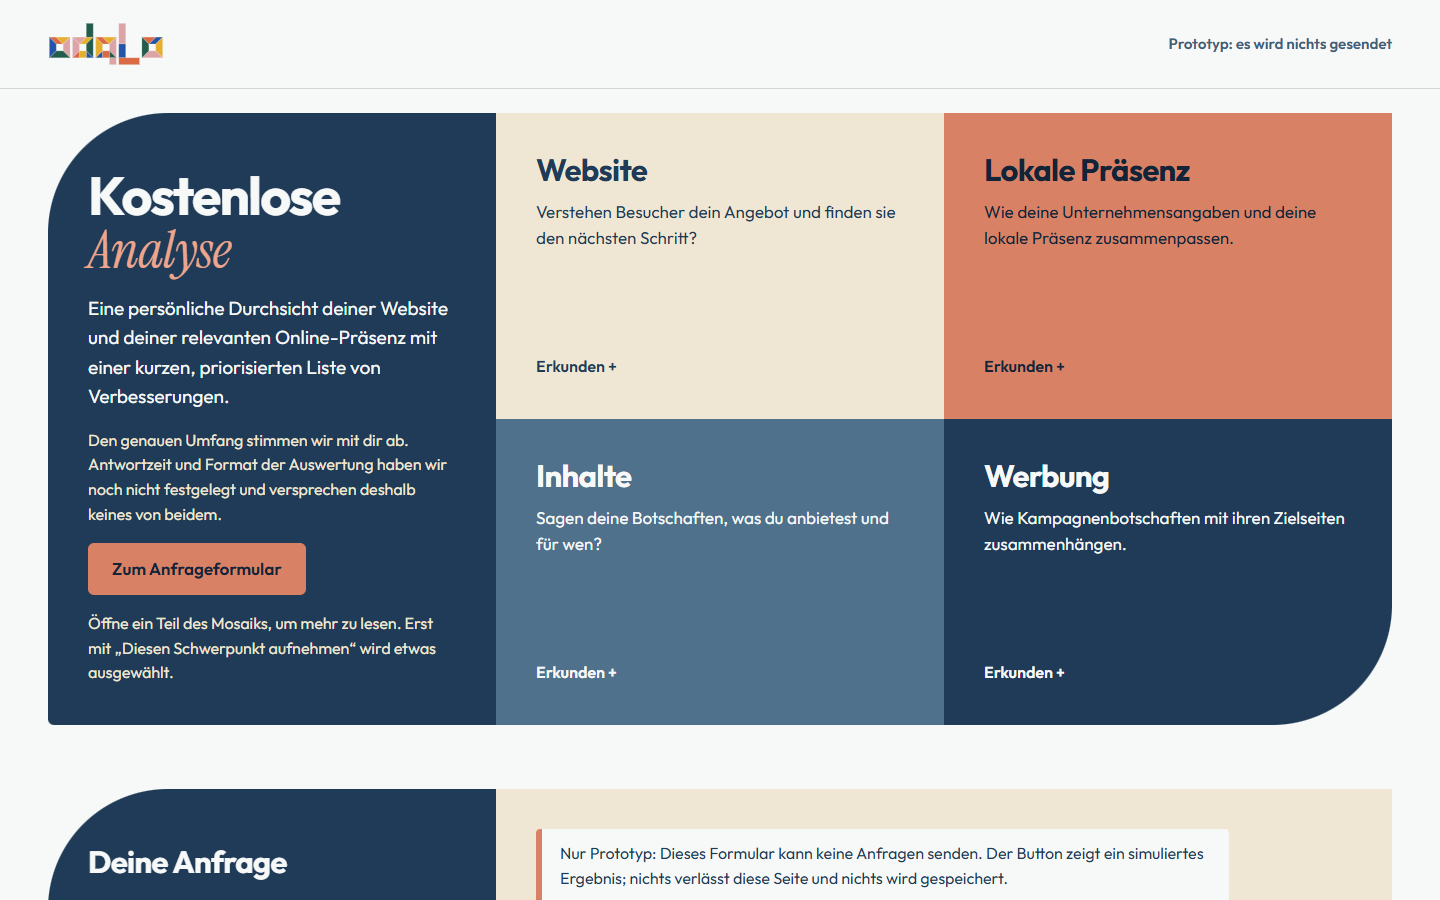 odaLo
Prototyp: es wird nichts gesendet
Kostenlose
Analyse
Eine persönliche Durchsicht deiner Website
und deiner relevanten Online-Präsenz mit
einer kurzen, priorisierten Liste von
Verbesserungen.
Den genauen Umfang stimmen wir mit dir ab.
Antwortzeit und Format der Auswertung haben wir
noch nicht festgelegt und versprechen deshalb
keines von beidem.
Zum Anfrageformular
Öffne ein Teil des Mosaiks, um mehr zu lesen. Erst
mit „Diesen Schwerpunkt aufnehmen“ wird etwas
ausgewählt.
Website
Verstehen Besucher dein Angebot und finden sie
den nächsten Schritt?
Erkunden +
Lokale Präsenz
Wie deine Unternehmensangaben und deine
lokale Präsenz zusammenpassen.
Erkunden +
Inhalte
Sagen deine Botschaften, was du anbietest und
für wen?
Erkunden +
Werbung
Wie Kampagnenbotschaften mit ihren Zielseiten
zusammenhängen.
Erkunden +
Deine Anfrage
Nur Prototyp: Dieses Formular kann keine Anfragen senden. Der Button zeigt ein simuliertes
Ergebnis; nichts verlässt diese Seite und nichts wird gespeichert.